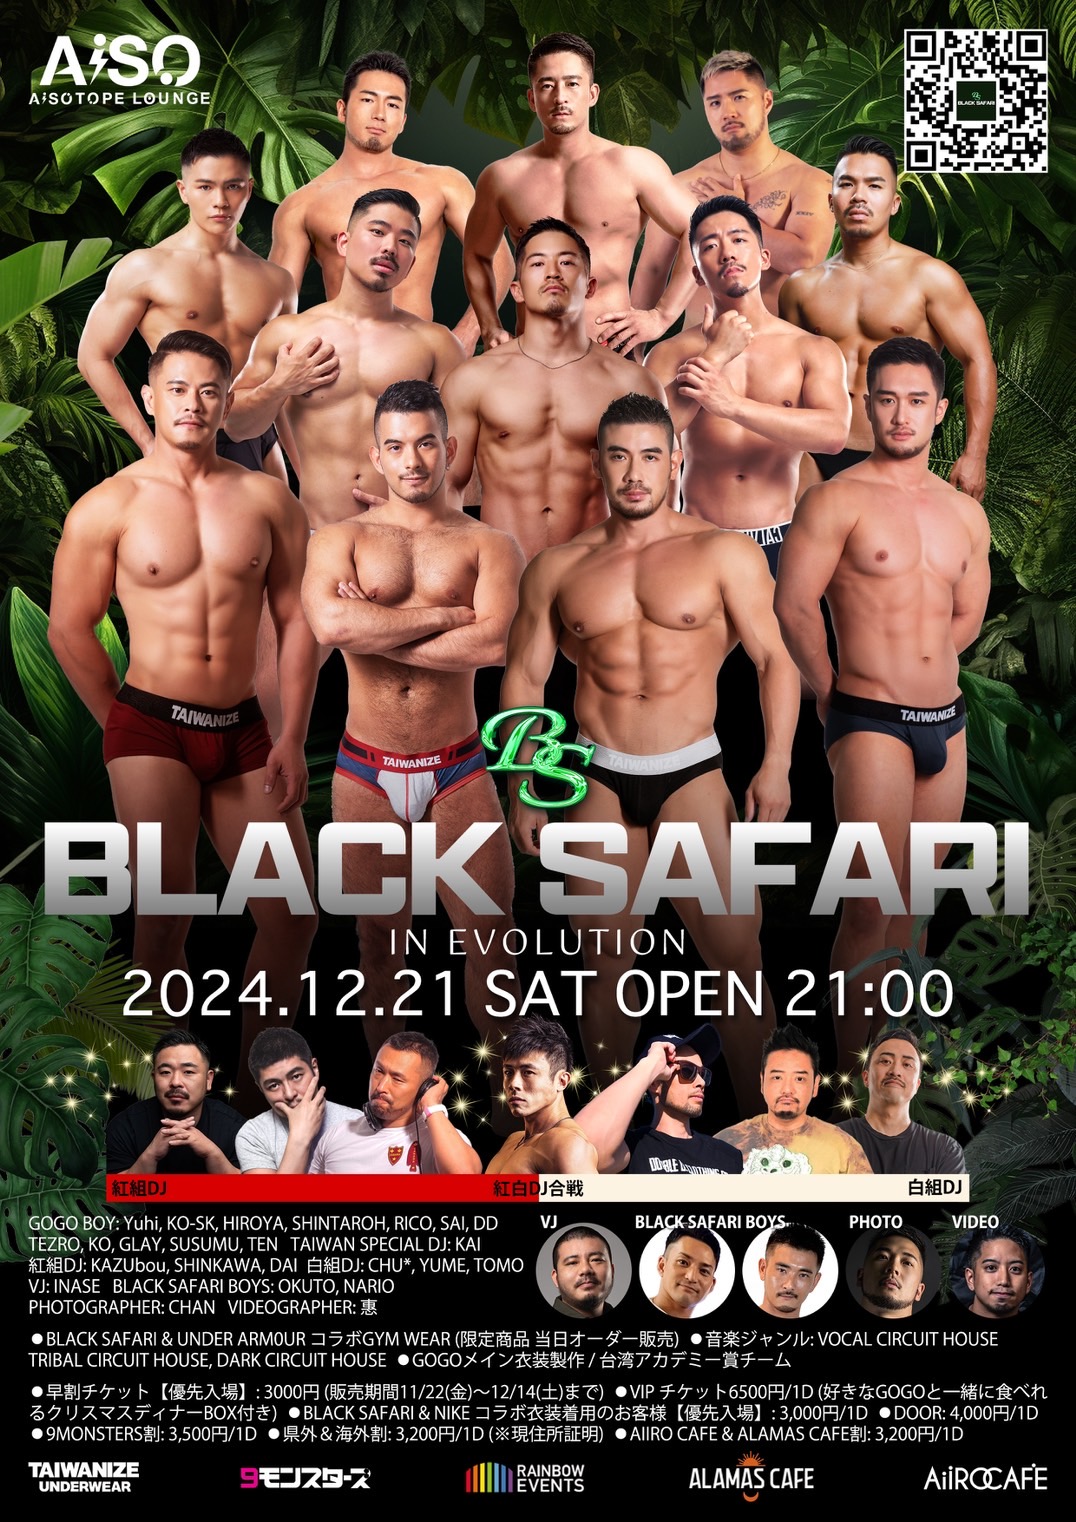 AiSO
AiSOTOPE LOUNGE
BLACK SAFARI
CALV
TAIWANIZE
TAIWANIZE
TAIWANIZE
TAIWANIZE
BS
BLACK SAFARI
IN EVOLUTION
2024.12.21 SAT OPEN 21:00
紅組DJ
紅白DJ合戦
白組DJ
GOGO BOY: Yuhi, KO-SK, HIROYA, SHINTAROH, RICO, SAI, DD
TEZRO, KO, GLAY, SUSUMU, TEN TAIWAN SPECIAL DJ: KAI
紅組DJ: KAZUbou, SHINKAWA, DAI 白組DJ: CHU*, YUME, TOMO
VJ: INASE BLACK SAFARI BOYS: OKUTO, NARIO
PHOTOGRAPHER: CHAN VIDEOGRAPHER: 惠
VJ
BLACK SAFARI BOYS
PHOTO
VIDEO
●BLACK SAFARI & UNDER ARM0UR コラボGYM WEAR (限定商品 当日オーダー販売) ●音楽ジャンル: VOCAL CIRCUIT HOUSE
TRIBAL CIRCUIT HOUSE, DARK CIRCUIT HOUSE ●GOGOメイン衣装製作 / 台湾アカデミー賞チーム
●早割チケット【優先入場】: 3000円 (販売期間11/22(金)～12/14(土)まで) ●VIP チケット6500円/1D (好きなGOGOと一緒に食べれ
るクリスマスディナーBOX付き) ●BLACK SAFARI & NIKE コラボ衣装着用のお客様【優先入場】: 3,000円/1D ●DOOR: 4,000円/1D
●9MONSTERS割: 3,500円/1D ●県外＆海外割: 3,200円/1D (※現住所証明) ●AIIRO CAFE & ALAMAS CAFE割: 3,200円/1D
TAIWANIZE
UNDERWEAR
9モンスターズ
RAINBOW
EVENTS
ALAMAS CAFE
AiiROCAFE